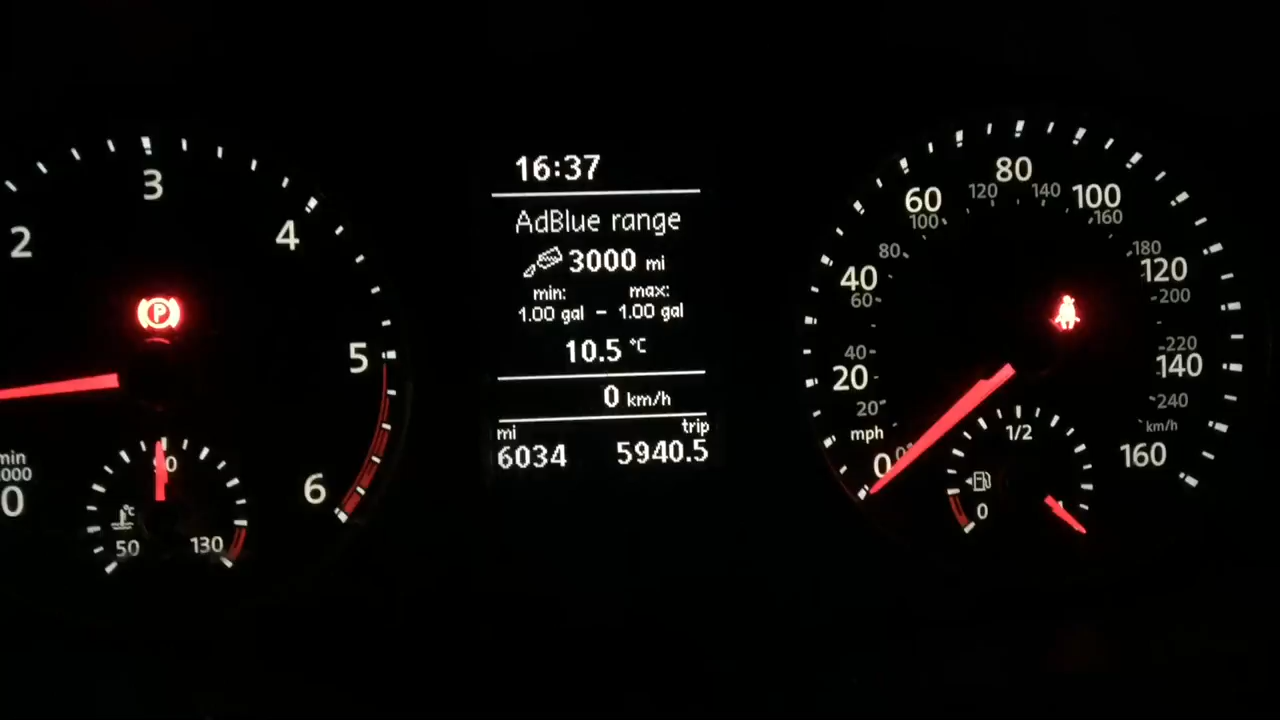 2
3
4
5
6
min
000
0
P
90
°C
50
130
16:37
AdBlue range
3000 mi
min: max:
1.00 gal – 1.00 gal
10.5 °C
0 km/h
mi trip
6034 5940.5
0
20
40
60
80
100
120
140
160
mph
20
40
60
80
100
120
140
160
180
200
220
240
km/h
1/2
0